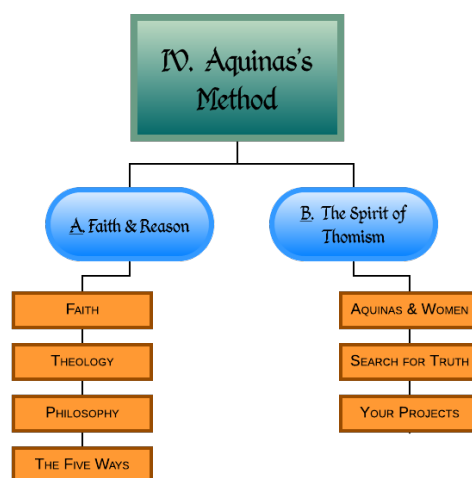 IV. Aquinas's
Method
A. Faith & Reason
B. The Spirit of
Thomism
Faith
Theology
Philosophy
The Five Ways
Aquinas & Women
Search for Truth
Your Projects